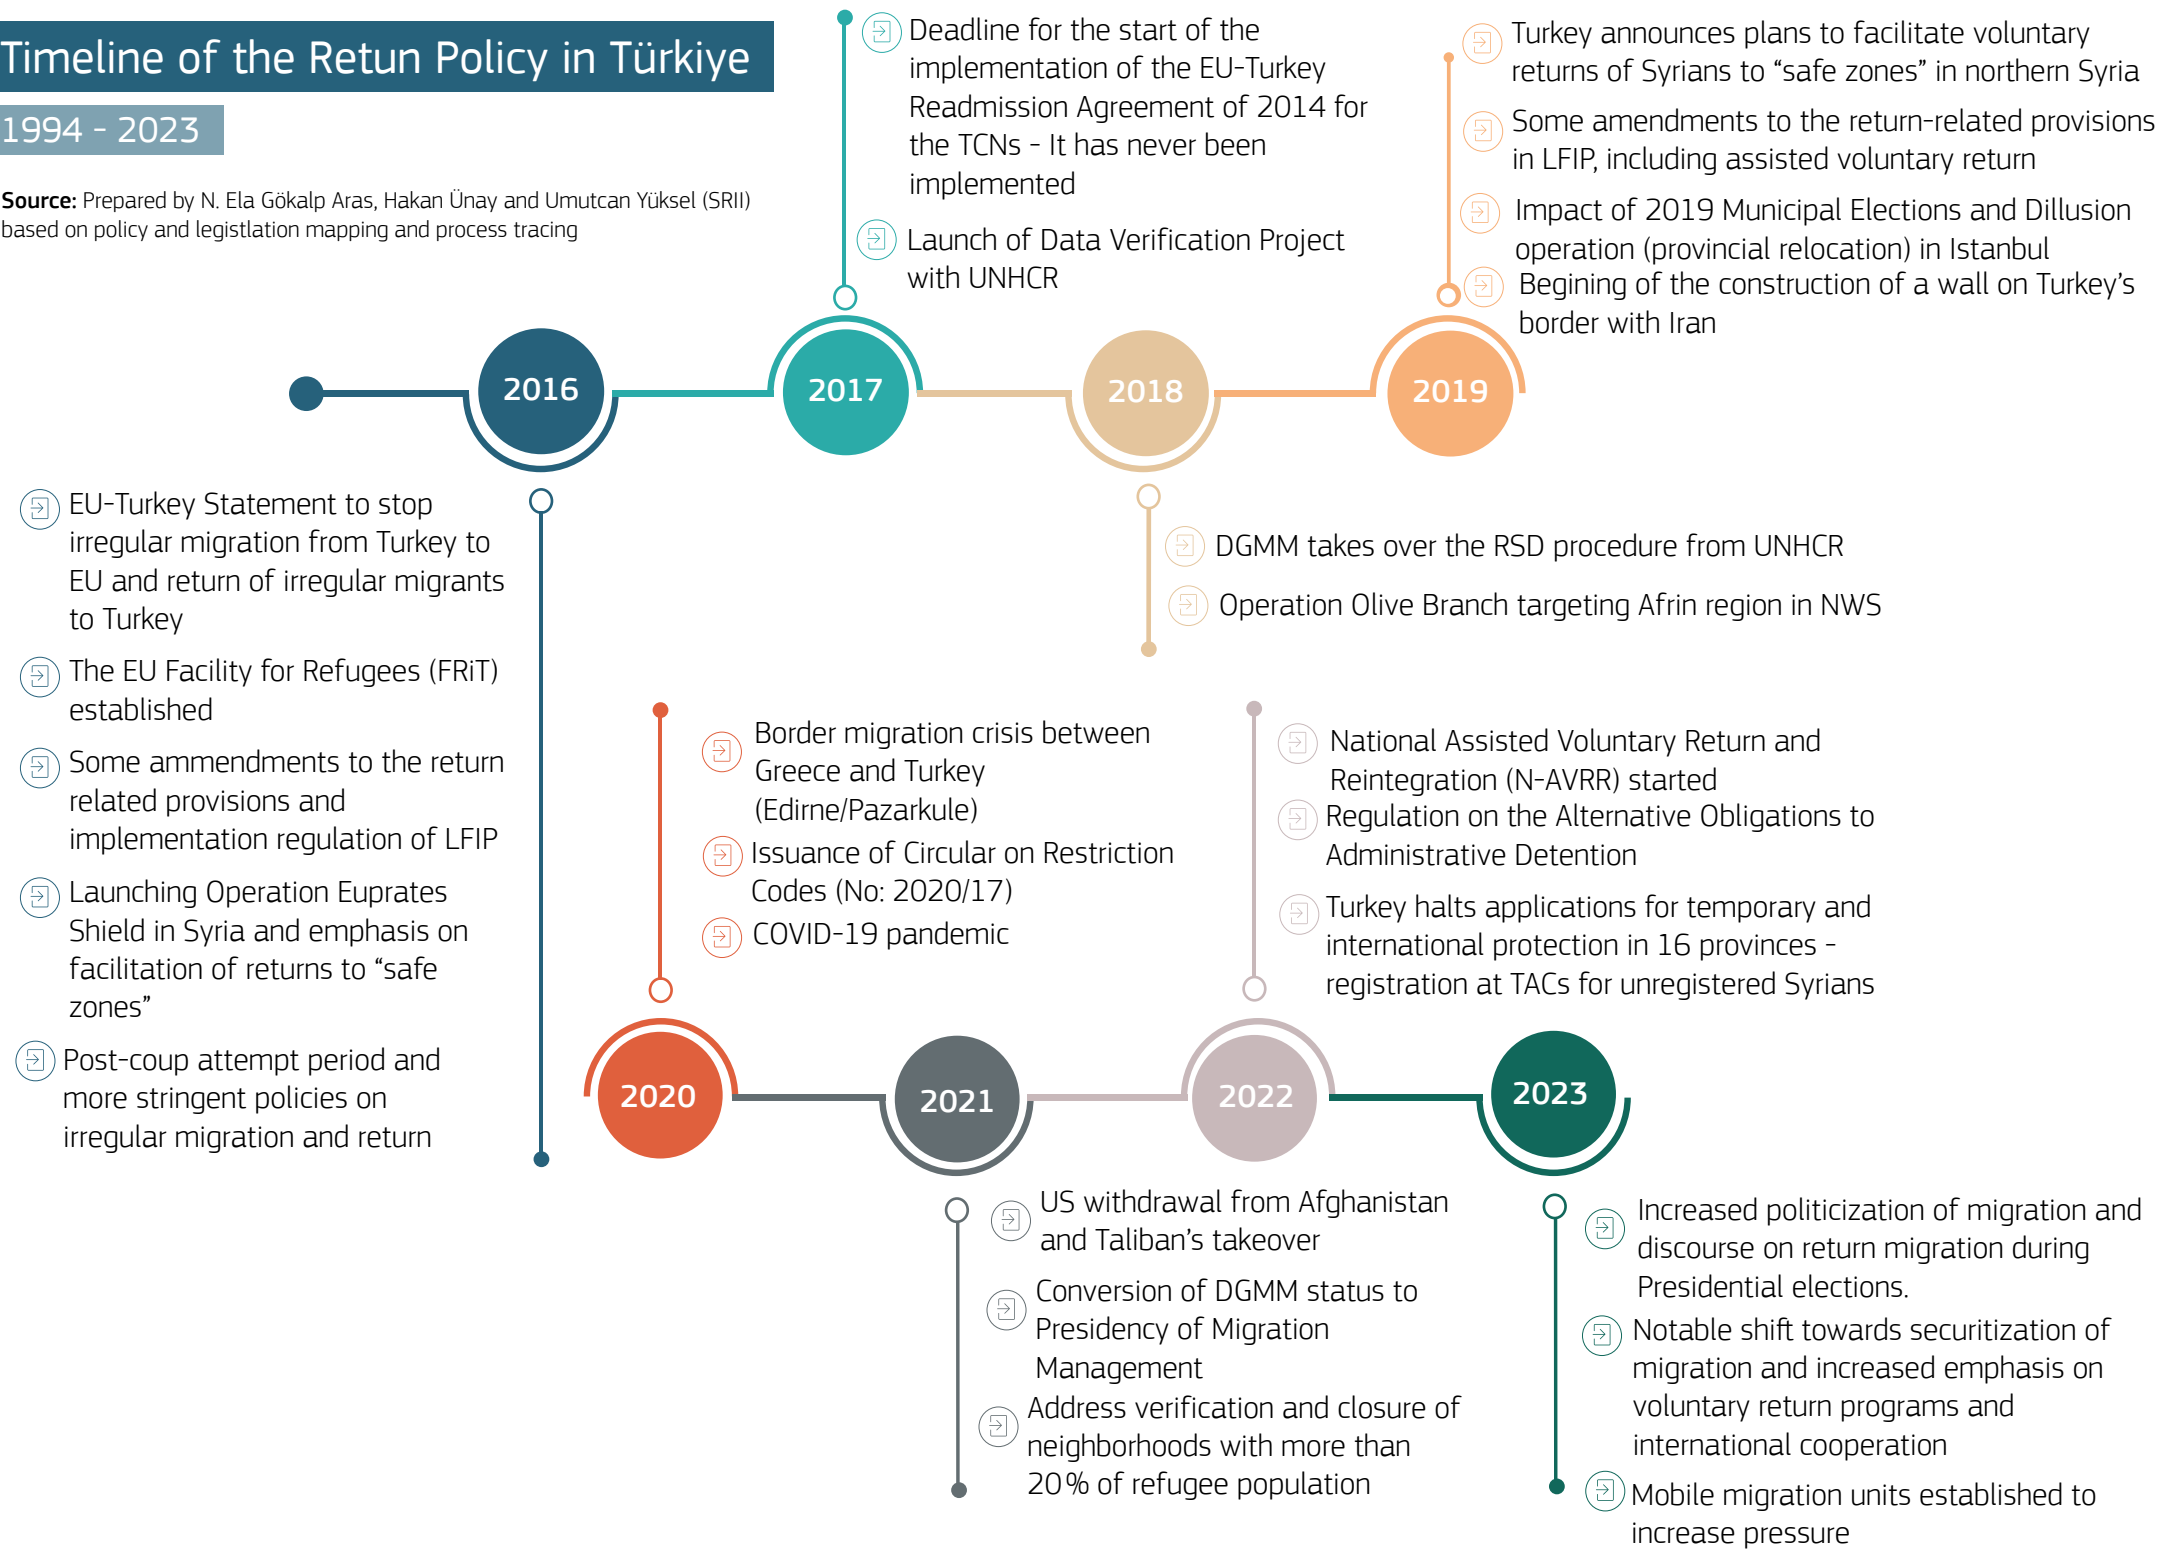 Timeline of the Retun Policy in Türkiye
1994 - 2023
Source: Prepared by N. Ela Gökalp Aras, Hakan Ünay and Umutcan Yüksel (SRII)
based on policy and legistlation mapping and process tracing
2016
EU-Turkey Statement to stop
irregular migration from Turkey to
EU and return of irregular migrants
to Turkey
The EU Facility for Refugees (FRiT)
established
Some ammendments to the return
related provisions and
implementation regulation of LFIP
Launching Operation Euprates
Shield in Syria and emphasis on
facilitation of returns to “safe
zones”
Post-coup attempt period and
more stringent policies on
irregular migration and return
Deadline for the start of the
implementation of the EU-Turkey
Readmission Agreement of 2014 for
the TCNs - It has never been
implemented
Launch of Data Verification Project
with UNHCR
2017
2018
DGMM takes over the RSD procedure from UNHCR
Operation Olive Branch targeting Afrin region in NWS
Turkey announces plans to facilitate voluntary
returns of Syrians to “safe zones” in northern Syria
Some amendments to the return-related provisions
in LFIP, including assisted voluntary return
Impact of 2019 Municipal Elections and Dillusion
operation (provincial relocation) in Istanbul
Begining of the construction of a wall on Turkey’s
border with Iran
2019
Border migration crisis between
Greece and Turkey
(Edirne/Pazarkule)
Issuance of Circular on Restriction
Codes (No: 2020/17)
COVID-19 pandemic
2020
2021
US withdrawal from Afghanistan
and Taliban’s takeover
Conversion of DGMM status to
Presidency of Migration
Management
Address verification and closure of
neighborhoods with more than
20% of refugee population
National Assisted Voluntary Return and
Reintegration (N-AVRR) started
Regulation on the Alternative Obligations to
Administrative Detention
Turkey halts applications for temporary and
international protection in 16 provinces -
registration at TACs for unregistered Syrians
2022
2023
Increased politicization of migration and
discourse on return migration during
Presidential elections.
Notable shift towards securitization of
migration and increased emphasis on
voluntary return programs and
international cooperation
Mobile migration units established to
increase pressure